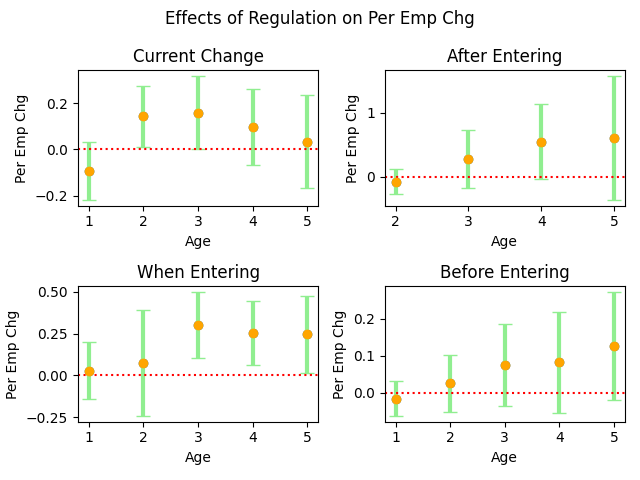 Effects of Regulation on Per Emp Chg
Current Change
Per Emp Chg
0.2
0.0
−0.2
1 2 3 4 5
Age
After Entering
Per Emp Chg
1
0
2 3 4 5
Age
When Entering
Per Emp Chg
0.50
0.25
0.00
−0.25
1 2 3 4 5
Age
Before Entering
Per Emp Chg
0.2
0.1
0.0
1 2 3 4 5
Age